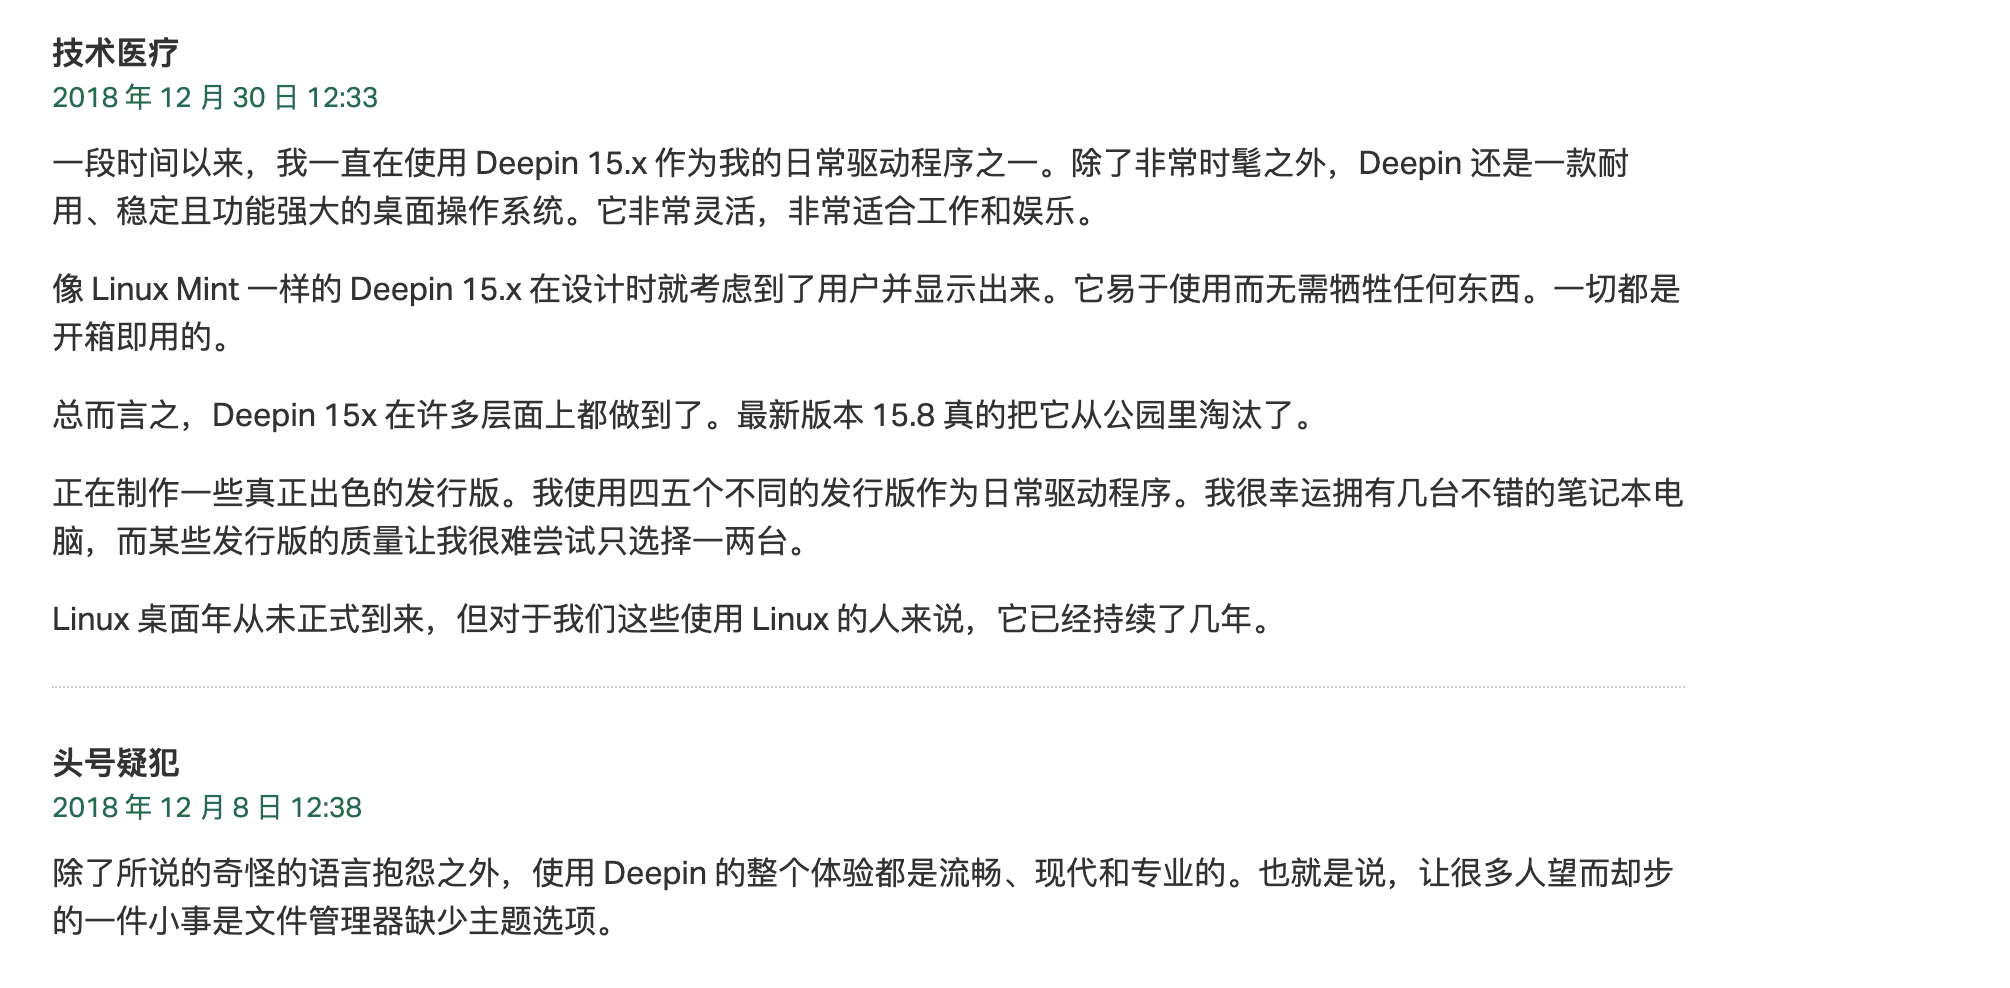 技术医疗
2018 年 12 月 30 日 12:33
一段时间以来，我一直在使用 Deepin 15.x 作为我的日常驱动程序之一。除了非常时髦之外，Deepin 还是一款耐
用、稳定且功能强大的桌面操作系统。它非常灵活，非常适合工作和娱乐。
像 Linux Mint 一样的 Deepin 15.x 在设计时就考虑到了用户并显示出来。它易于使用而无需牺牲任何东西。一切都是
开箱即用的。
总而言之，Deepin 15x 在许多层面上都做到了。最新版本 15.8 真的把它从公园里淘汰了。
正在制作一些真正出色的发行版。我使用四五个不同的发行版作为日常驱动程序。我很幸运拥有几台不错的笔记本电
脑，而某些发行版的质量让我很难尝试只选择一两台。
Linux 桌面年从未正式到来，但对于我们这些使用 Linux 的人来说，它已经持续了几年。
头号疑犯
2018 年 12 月 8 日 12:38
除了所说的奇怪的语言抱怨之外，使用 Deepin 的整个体验都是流畅、现代和专业的。也就是说，让很多人望而却步
的一件小事是文件管理器缺少主题选项。